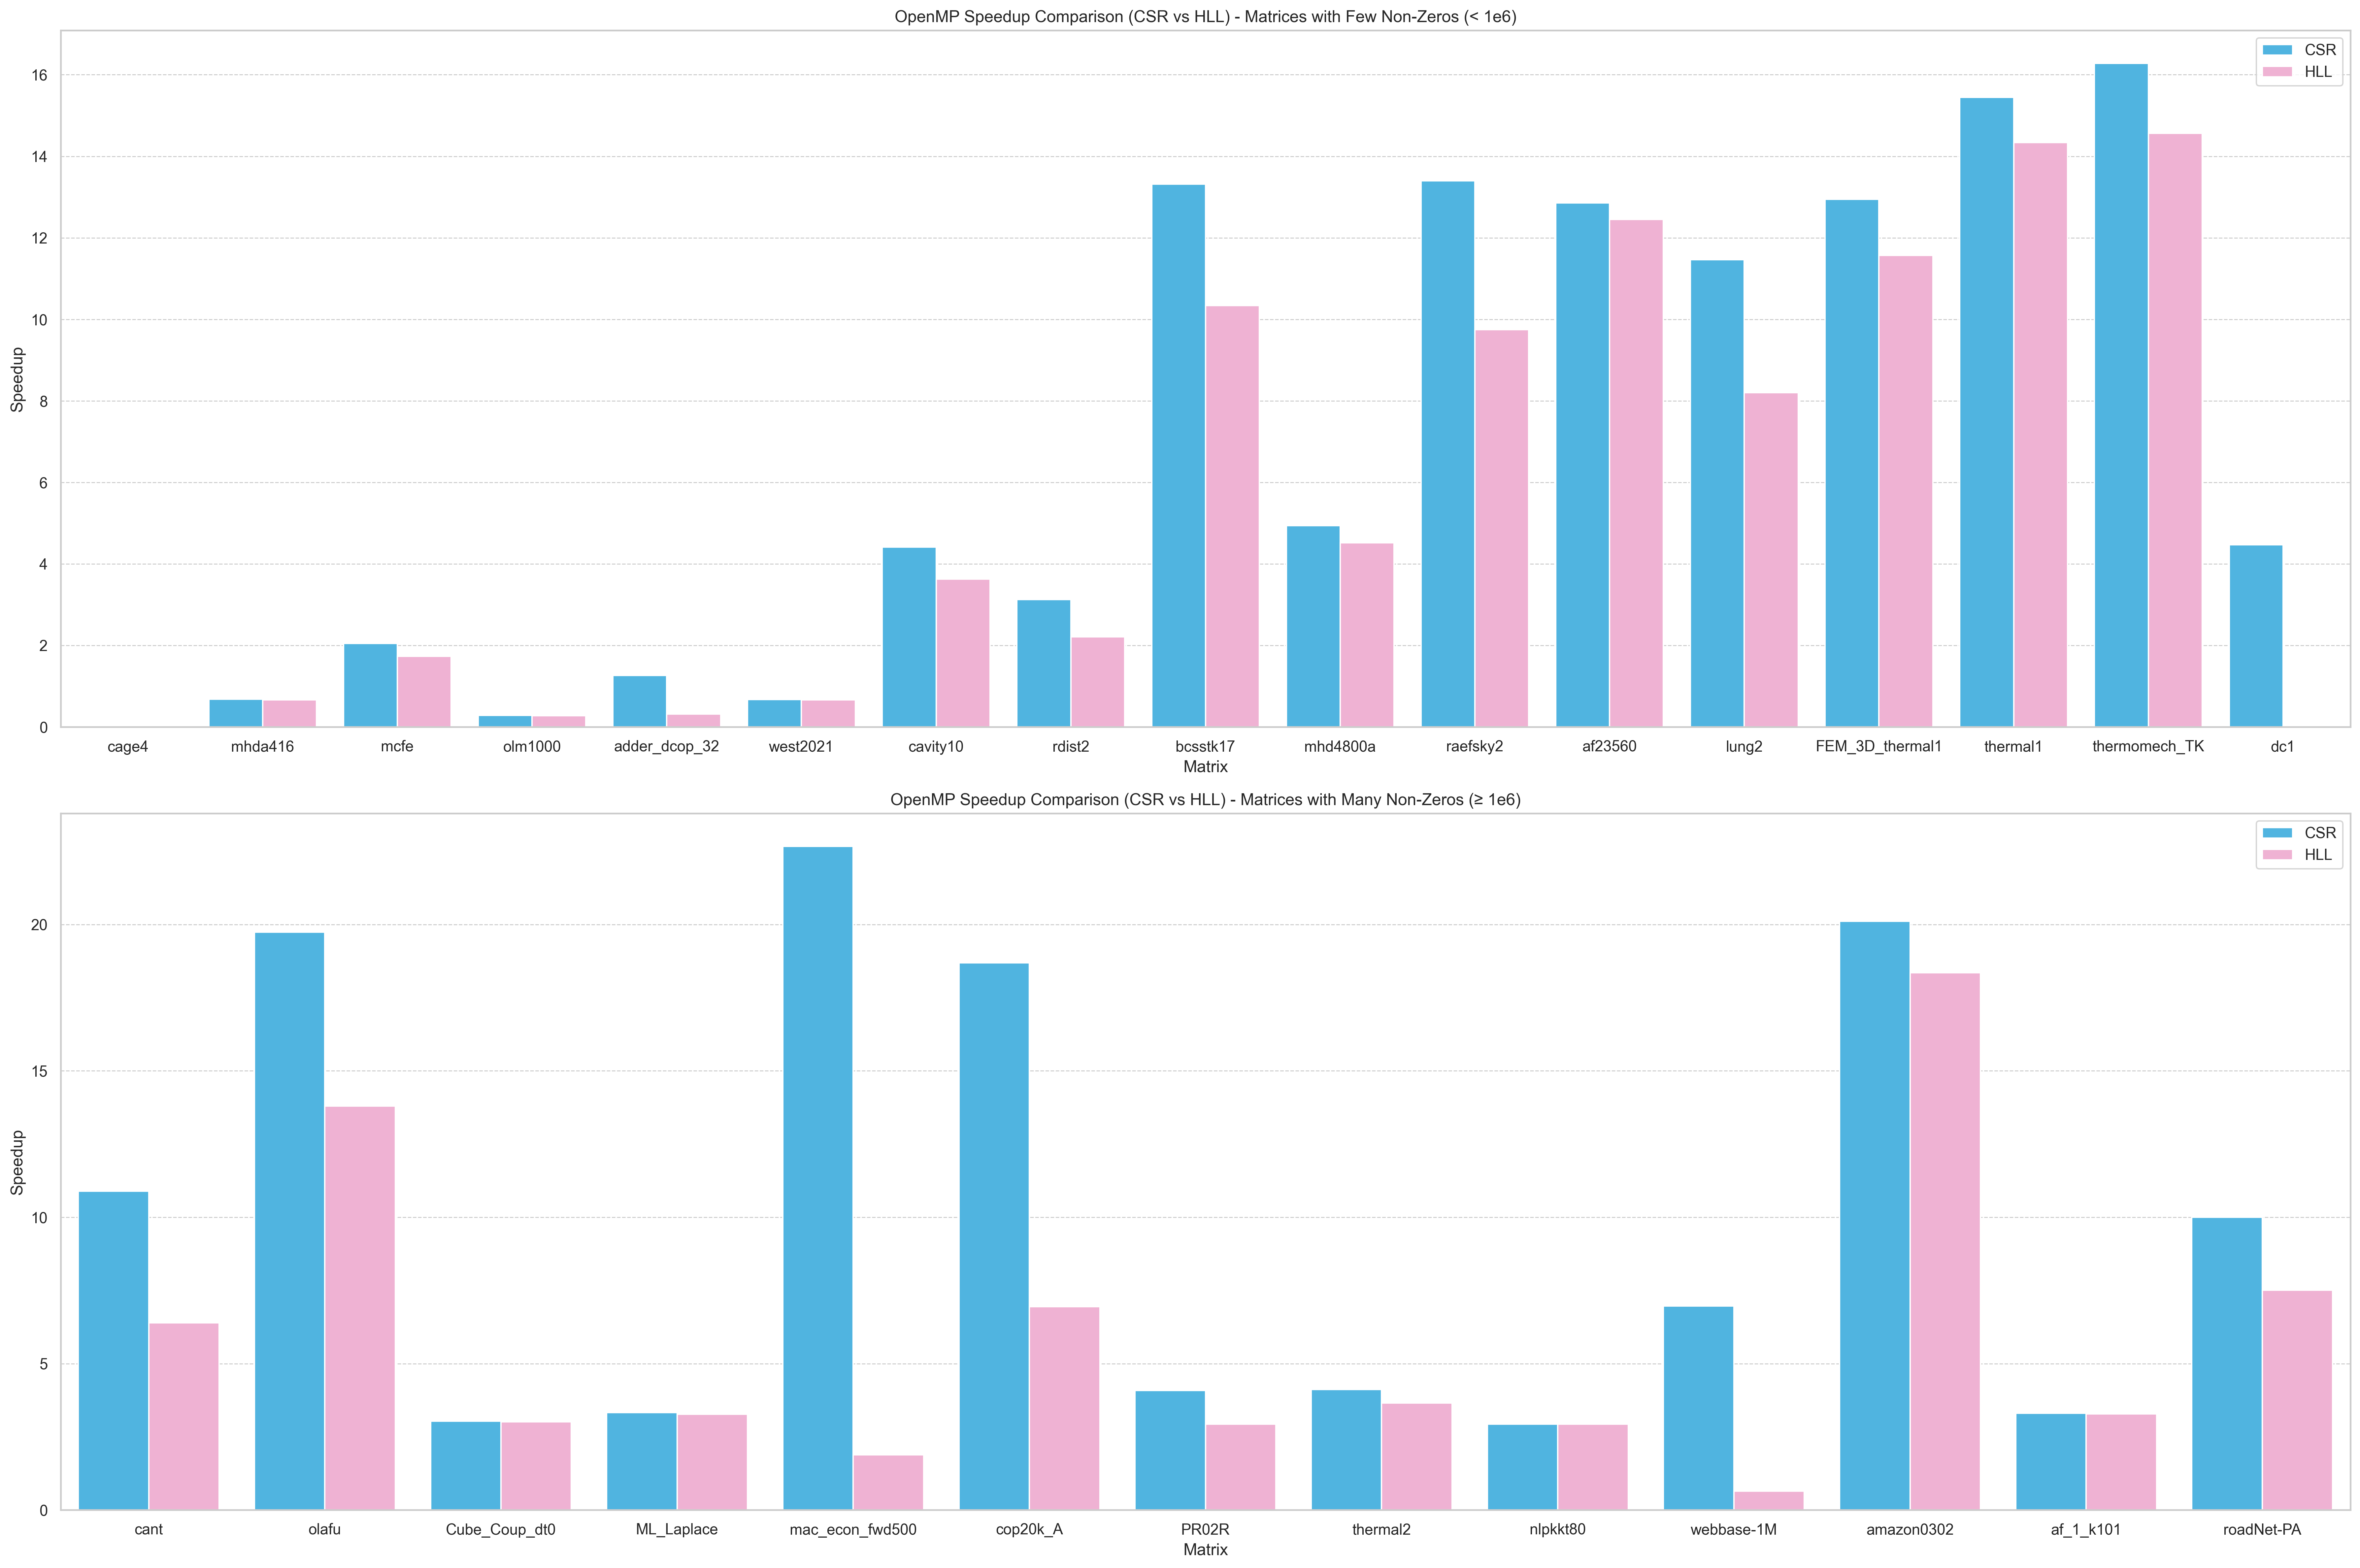 OpenMP Speedup Comparison (CSR vs HLL) - Matrices with Few Non-Zeros (< 1e6)
CSR
HLL
16
14
12
10
8
6
4
2
0
Speedup
cage4 mhda416 mcfe olm1000 adder_dcop_32 west2021 cavity10 rdist2 bcsstk17 mhd4800a raefsky2 af23560 lung2 FEM_3D_thermal1 thermal1 thermomech_TK dc1
Matrix
OpenMP Speedup Comparison (CSR vs HLL) - Matrices with Many Non-Zeros (≥ 1e6)
CSR
HLL
20
15
10
5
0
Speedup
cant olafu Cube_Coup_dt0 ML_Laplace mac_econ_fwd500 cop20k_A PR02R thermal2 nlpkkt80 webbase-1M amazon0302 af_1_k101 roadNet-PA
Matrix